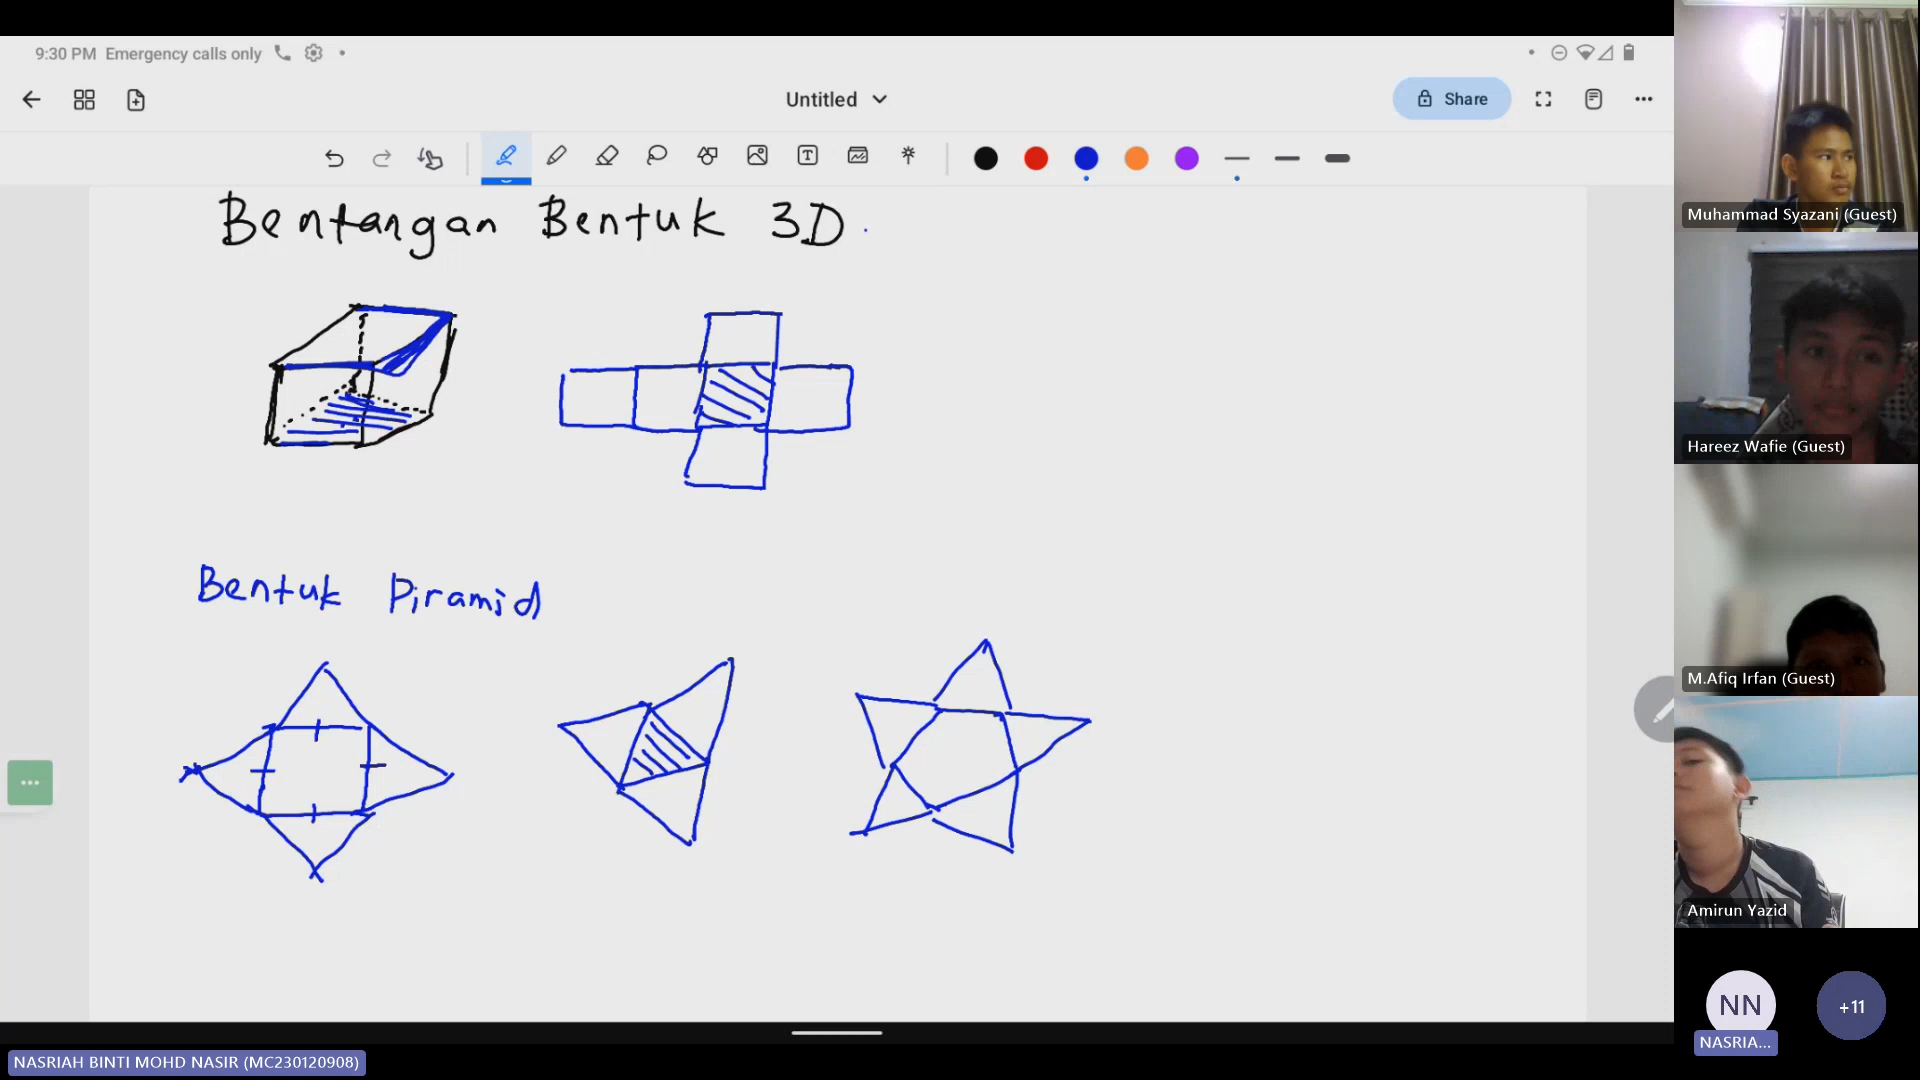 9:30 PM Emergency calls only
Untitled
Share
Bentangan Bentuk 3D.
Bentuk Piramid
Muhammad Syazani (Guest)
Hareez Wafie (Guest)
M.Afiq Irfan (Guest)
Amirun Yazid
NN
+11
NASRIA...
NASRIAH BINTI MOHD NASIR (MC230120908)